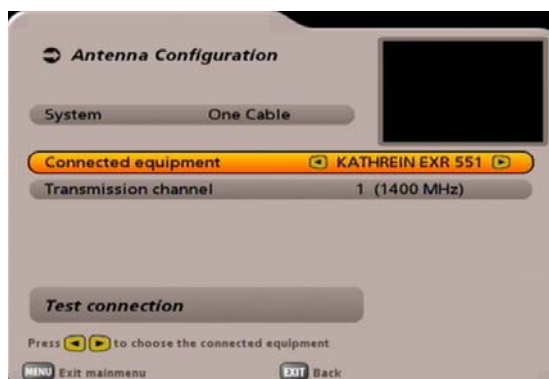 Antenna Configuration
System One Cable
Connected equipment KATHREIN EXR 551
Transmission channel 1 (1400 MHz)
Test connection
Press to choose the connected equipment
MENU Exit mainmenu EXIT Back